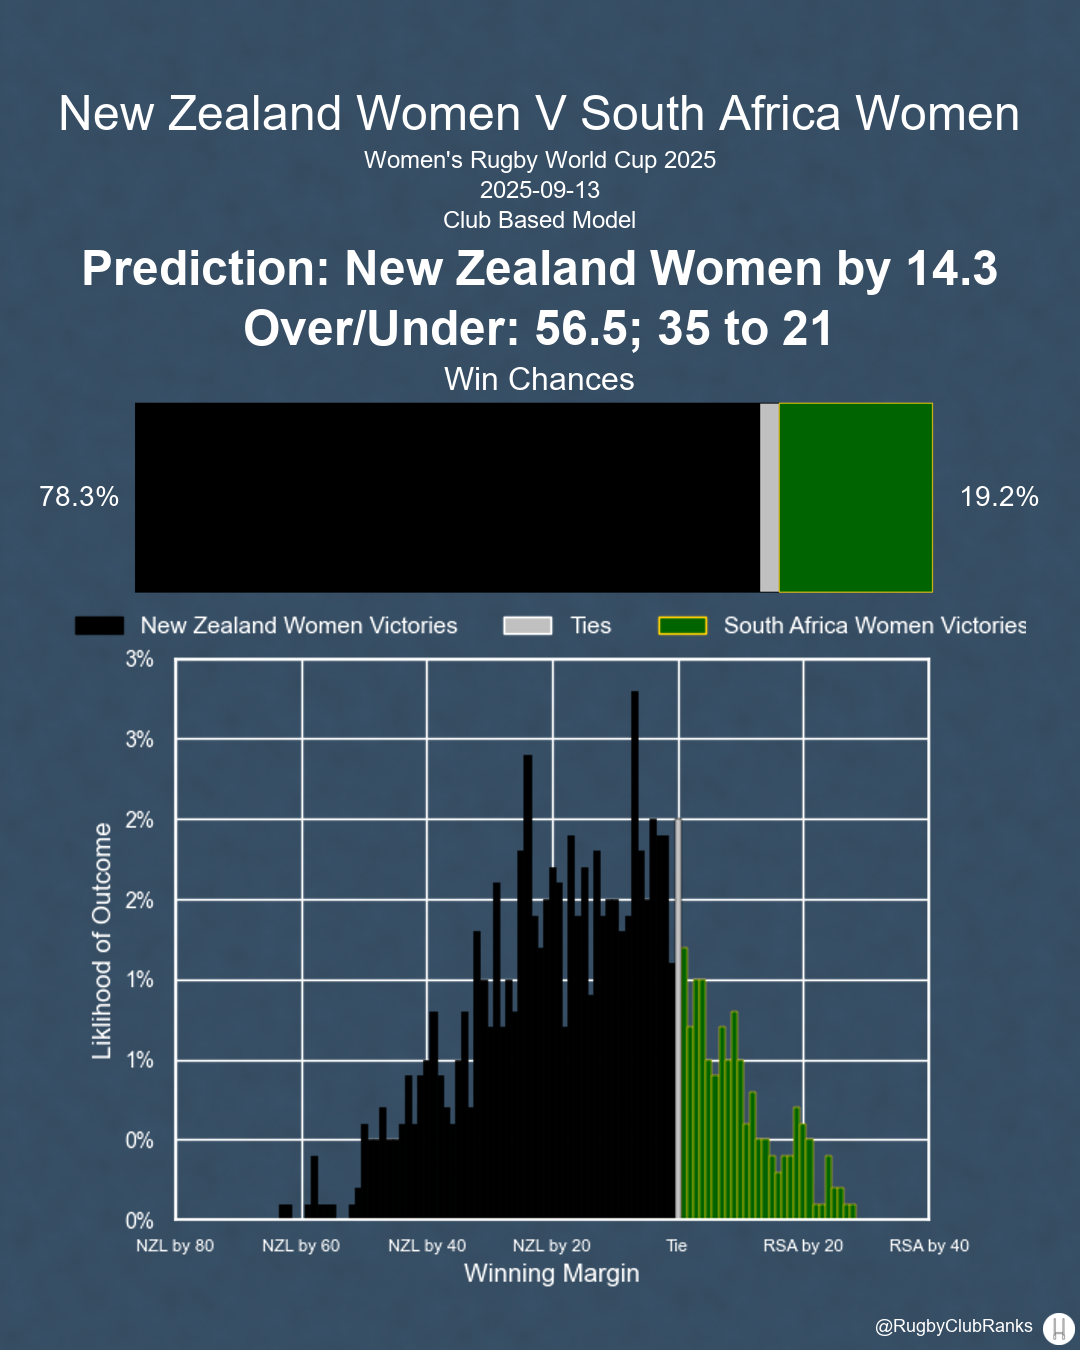 New Zealand Women V South Africa Women
Women's Rugby World Cup 2025
2025-09-13
Club Based Model
Prediction: New Zealand Women by 14.3
Over/Under: 56.5; 35 to 21
Win Chances
78.3%
19.2%
New Zealand Women Victories Ties South Africa Women Victories
3%
3%
2%
2%
1%
1%
0%
0%
Liklihood of Outcome
NZL by 80 NZL by 60 NZL by 40 NZL by 20 Tie RSA by 20 RSA by 40
Winning Margin
@RugbyClubRanks